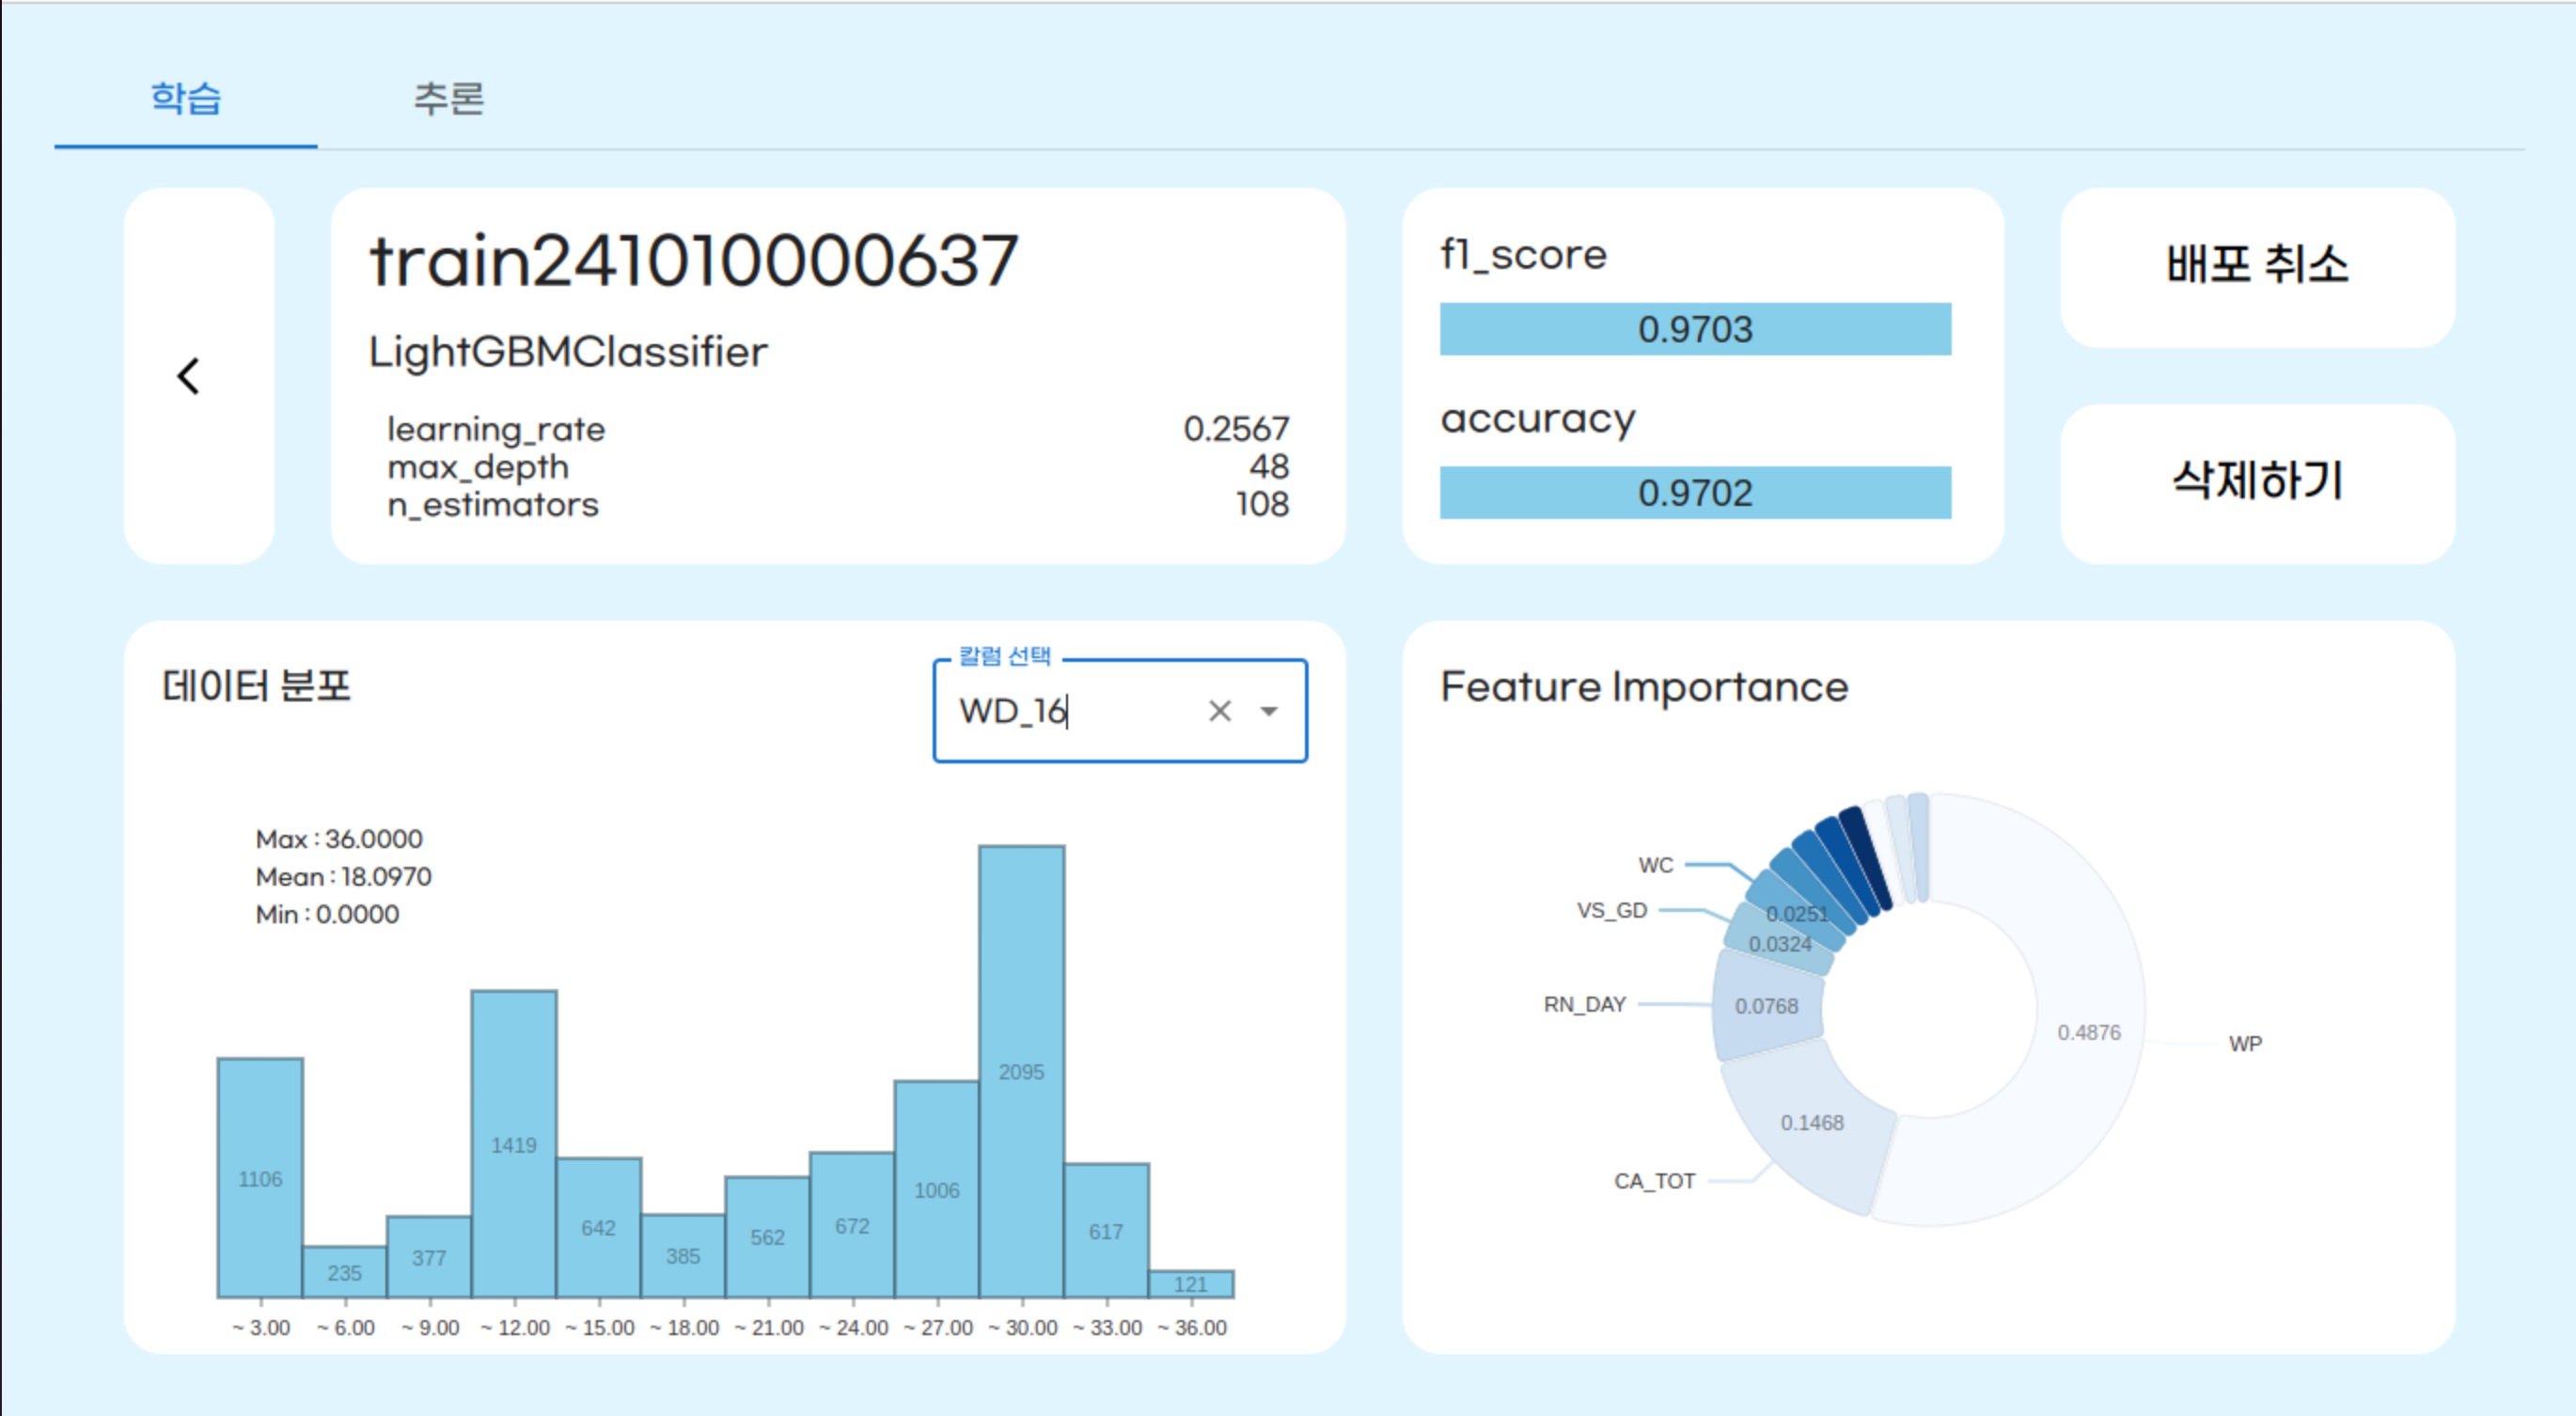 학습
추론
train241010000637
LightGBMClassifier
learning_rate 0.2567
max_depth 48
n_estimators 108
f1_score
0.9703
accuracy
0.9702
배포 취소
삭제하기
데이터 분포
칼럼 선택
WD_16
Max : 36.0000
Mean : 18.0970
Min : 0.0000
1106
235
377
1419
642
385
562
672
1006
2095
617
121
~ 3.00 ~ 6.00 ~ 9.00 ~ 12.00 ~ 15.00 ~ 18.00 ~ 21.00 ~ 24.00 ~ 27.00 ~ 30.00 ~ 33.00 ~ 36.00
Feature Importance
WC
0.0251
VS_GD
0.0324
RN_DAY
0.0768
0.4876
WP
0.1468
CA_TOT